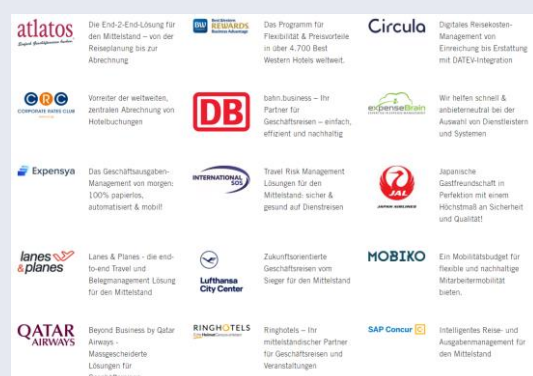 atlatos
Einfach Geschäftsreisen buchen.
Die End-2-End-Lösung für
den Mittelstand – von der
Reiseplanung bis zur
Abrechnung
BW
Best Western
REWARDS
Business Advantage
Das Programm für
Flexibilität & Preisvorteile
in über 4.700 Best
Western Hotels weltweit.
Circula
Digitales Reisekosten-
Management von
Einreichung bis Erstattung
mit DATEV-Integration
CRC
CORPORATE RATES CLUB
Vorreiter der weltweiten,
zentralen Abrechnung von
Hotelbuchungen
DB
bahn.business – Ihr
Partner für
Geschäftsreisen – einfach,
effizient und nachhaltig
expenseBrain
Wir helfen schnell &
anbieterneutral bei der
Auswahl von Dienstleistern
und Systemen
Expensya
Das Geschäftsausgaben-
Management von morgen:
100% papierlos,
automatisiert & mobil!
INTERNATIONAL
SOS
Travel Risk Management
Lösungen für den
Mittelstand: sicher &
gesund auf Dienstreisen
JAL
JAPAN AIRLINES
Japanische
Gastfreundschaft in
Perfektion mit einem
Höchstmaß an Sicherheit
und Qualität!
lanes
&planes
Lanes & Planes - die end-
to-end Travel und
Belegmanagement Lösung
für den Mittelstand
Lufthansa
City Center
Zukunftsorientierte
Geschäftsreisen vom
Sieger für den Mittelstand
MOBIKO
Ein Mobilitätsbudget für
flexible und nachhaltige
Mitarbeitermobilität
bieten.
QATAR
AIRWAYS
Beyond Business by Qatar
Airways -
Massgescheiderte
Lösungen für
RINGHOTELS
Ringhotels – Ihr
mittelständischer Partner
für Geschäftsreisen und
Veranstaltungen
SAP Concur C
Intelligentes Reise- und
Ausgabenmanagement für
den Mittelstand